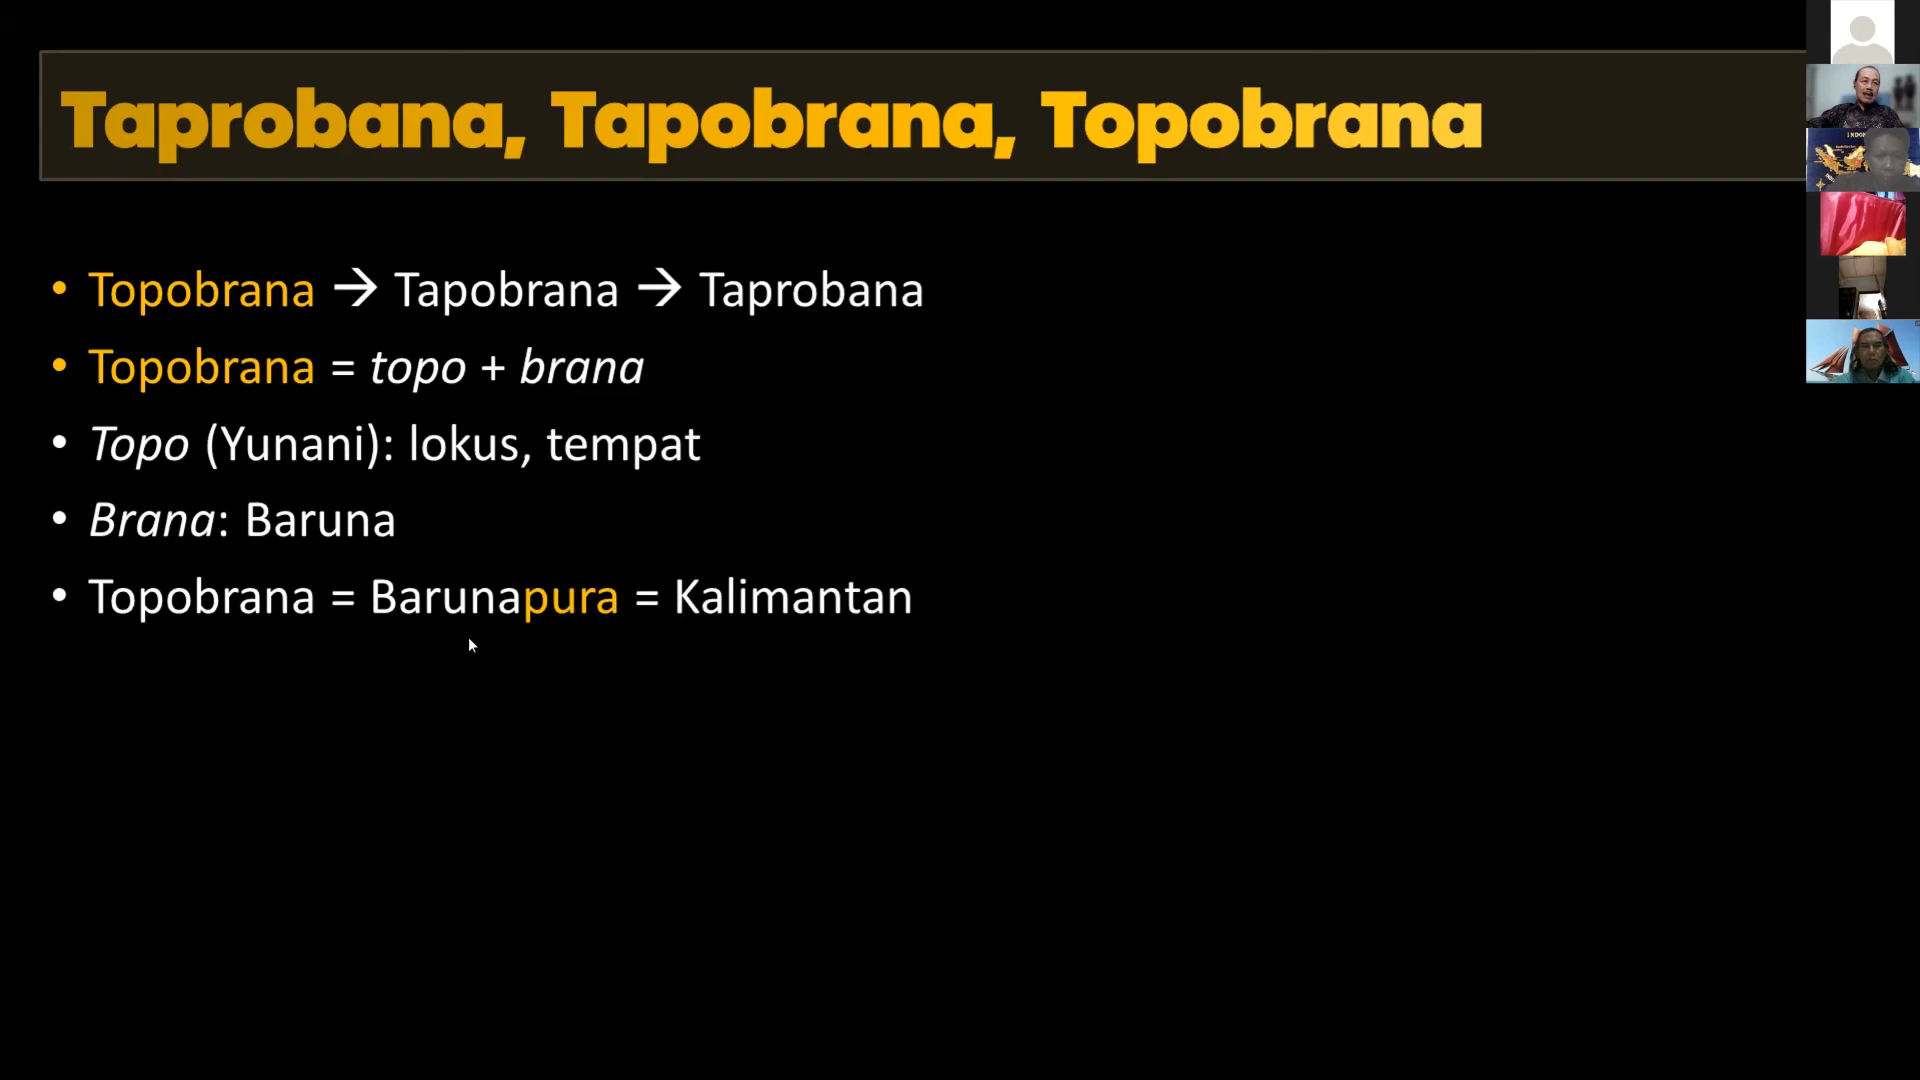 Taprobana, Tapobrana, Topobrana
• Topobrana → Tapobrana → Taprobana
• Topobrana = topo + brana
• Topo (Yunani): lokus, tempat
• Brana: Baruna
• Topobrana = Barunapura = Kalimantan